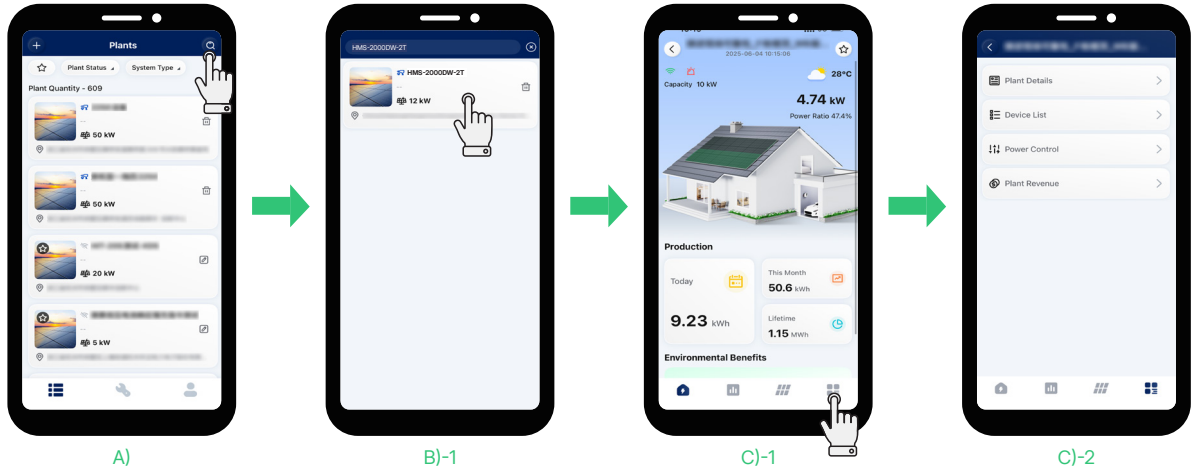 Plants
Plant Status
System Type
Plant Quantity - 609
--
50 kW
--
50 kW
--
20 kW
--
5 kW
A)
HMS-2000DW-2T
HMS-2000DW-2T
--
12 kW
B)-1
2025-06-04 10:15:06
Capacity 10 kW
28°C
4.74 kW
Power Ratio 47.4%
Production
Today
9.23 kWh
This Month
50.6 kWh
Lifetime
1.15 MWh
Environmental Benefits
C)-1
Plant Details
Device List
Power Control
Plant Revenue
C)-2